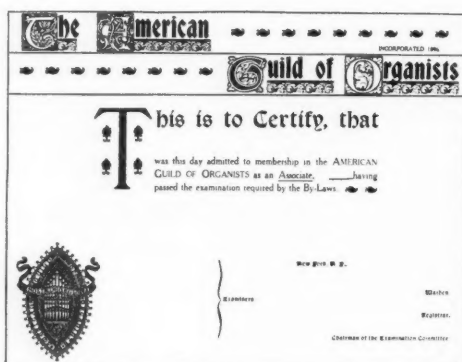 The American
INCORPORATED 1896
Guild of Organists
This is to Certify, that
was this day admitted to membership in the AMERICAN
GUILD OF ORGANISTS as an Associate, ____having
passed the examination required by the By-Laws.
New York, N. Y.,
Examiners
Warden.
Registrar.
Chairman of the Examination Committee